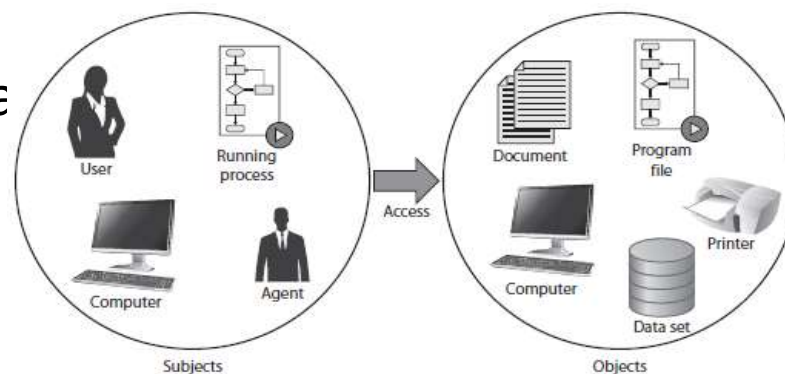 User
Running
process
Computer
Agent
Subjects
Access
Document
Program
file
Computer
Printer
Data set
Objects